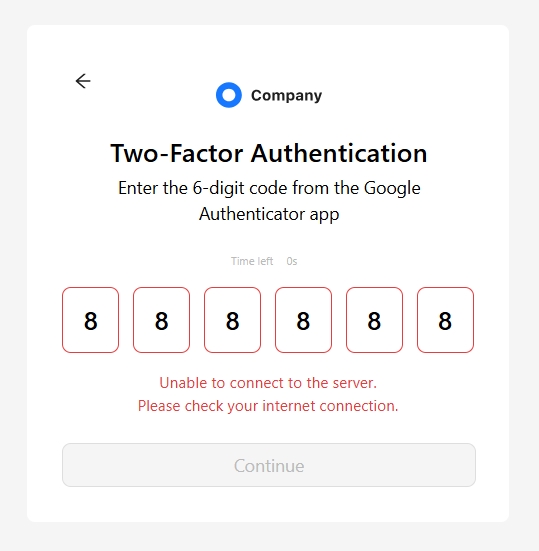 Company
Two-Factor Authentication
Enter the 6-digit code from the Google
Authenticator app
Time left 0s
8 8 8 8 8 8
Unable to connect to the server.
Please check your internet connection.
Continue